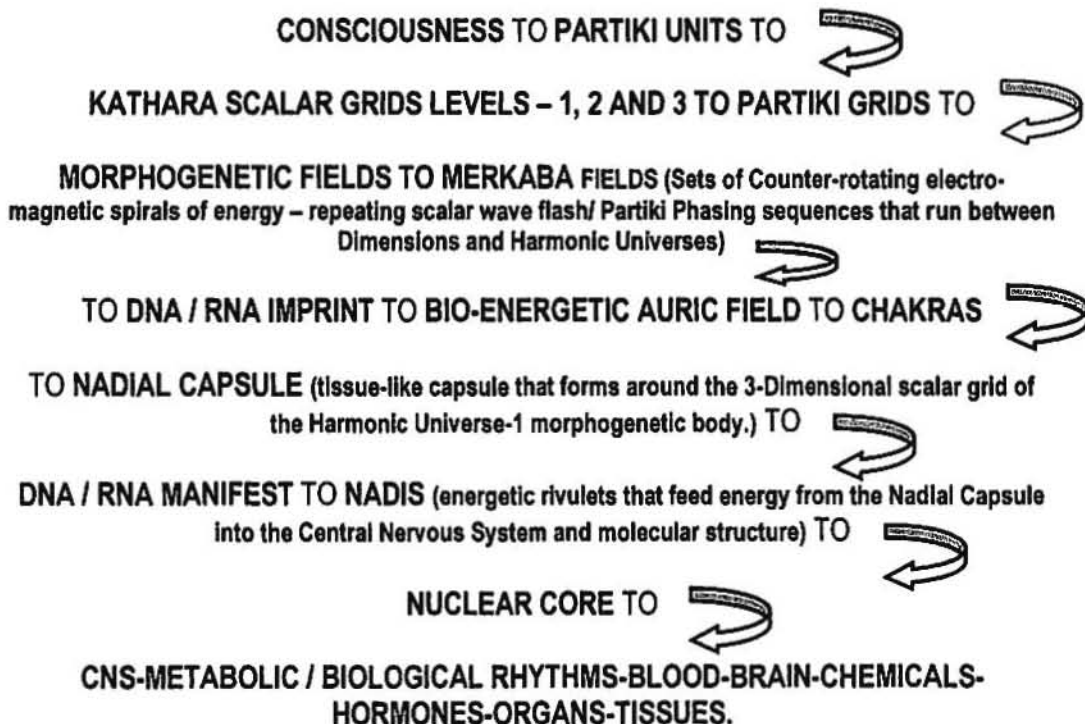 CONSCIOUSNESS TO PARTIKI UNITS TO
KATHARA SCALAR GRIDS LEVELS – 1, 2 AND 3 TO PARTIKI GRIDS TO
MORPHOGENETIC FIELDS TO MERKABA FIELDS (Sets of Counter-rotating electro-
magnetic spirals of energy – repeating scalar wave flash/ Partiki Phasing sequences that run between
Dimensions and Harmonic Universes)
TO DNA / RNA IMPRINT TO BIO-ENERGETIC AURIC FIELD TO CHAKRAS
TO NADIAL CAPSULE (tissue-like capsule that forms around the 3-Dimensional scalar grid of
the Harmonic Universe-1 morphogenetic body.) TO
DNA / RNA MANIFEST TO NADIS (energetic rivulets that feed energy from the Nadial Capsule
into the Central Nervous System and molecular structure) TO
NUCLEAR CORE TO
CNS-METABOLIC / BIOLOGICAL RHYTHMS-BLOOD-BRAIN-CHEMICALS-
HORMONES-ORGANS-TISSUES.